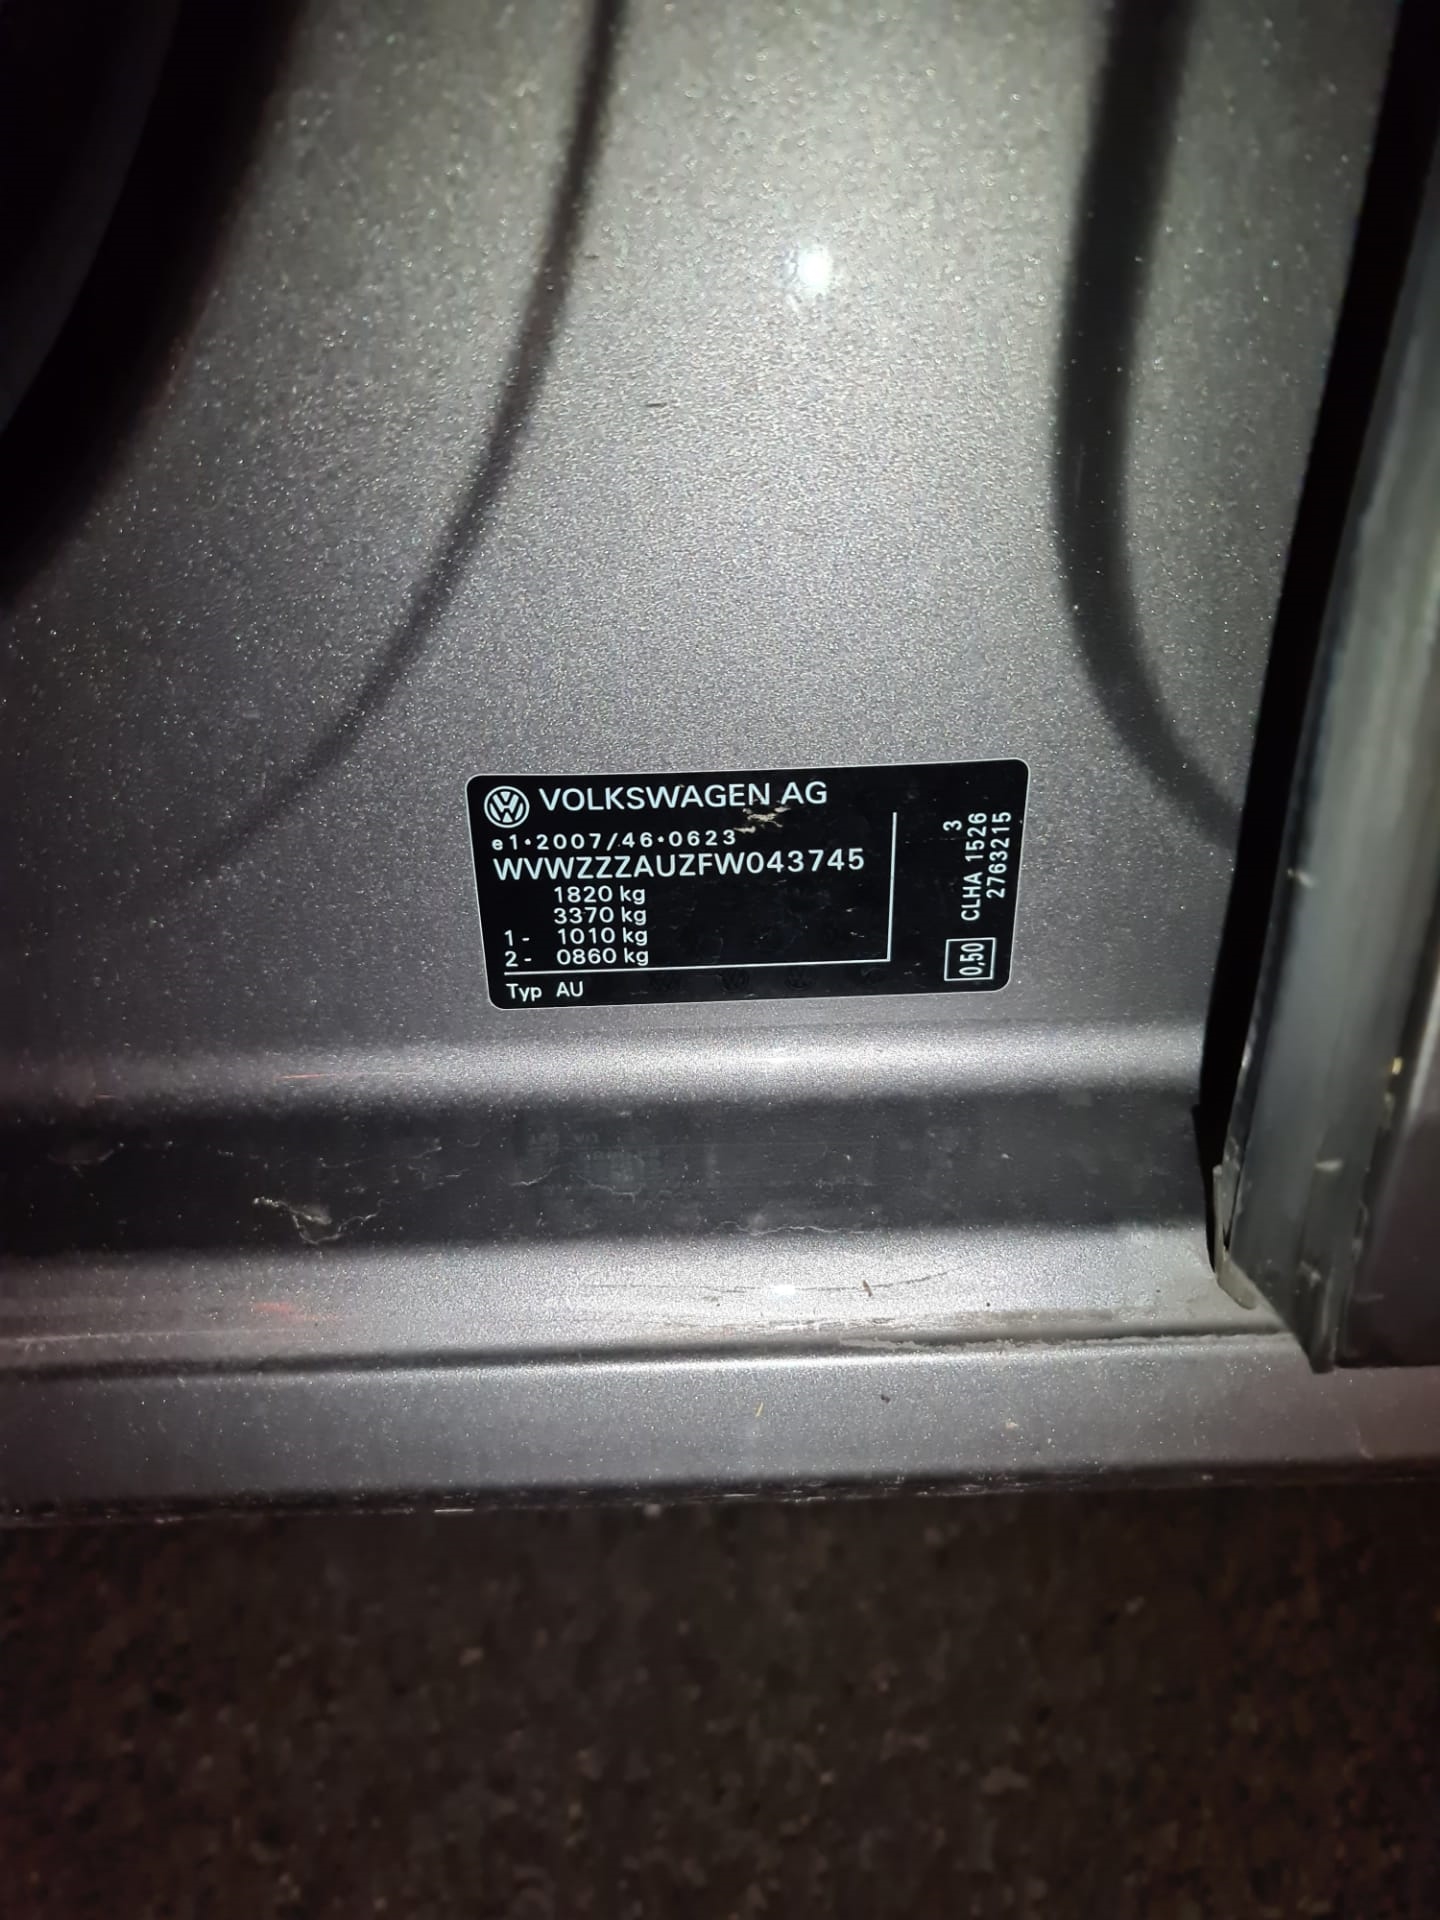 VOLKSWAGEN AG
e1*2007/46*0623
WVWZZZAUZFW043745
1820 kg
3370 kg
1- 1010 kg
2- 0860 kg
Typ AU
3
CLHA 1526
2763215
0,50